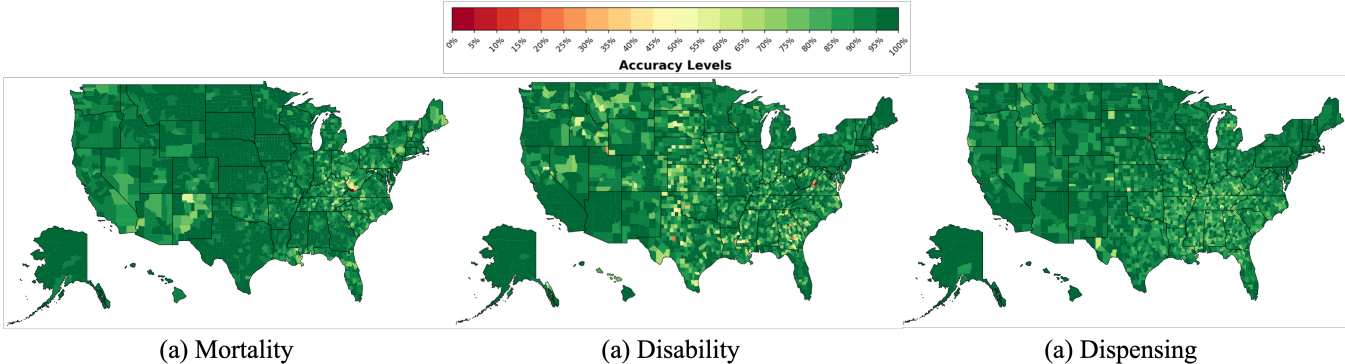 0% 5% 10% 15% 20% 25% 30% 35% 40% 45% 50% 55% 60% 65% 70% 75% 80% 85% 90% 95% 100%
Accuracy Levels
(a) Mortality (a) Disability (a) Dispensing